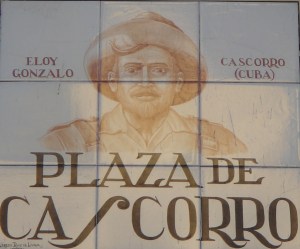 ELOY
GONZALO
CASCORRO
(CUBA)
PLAZA DE
CASCORRO